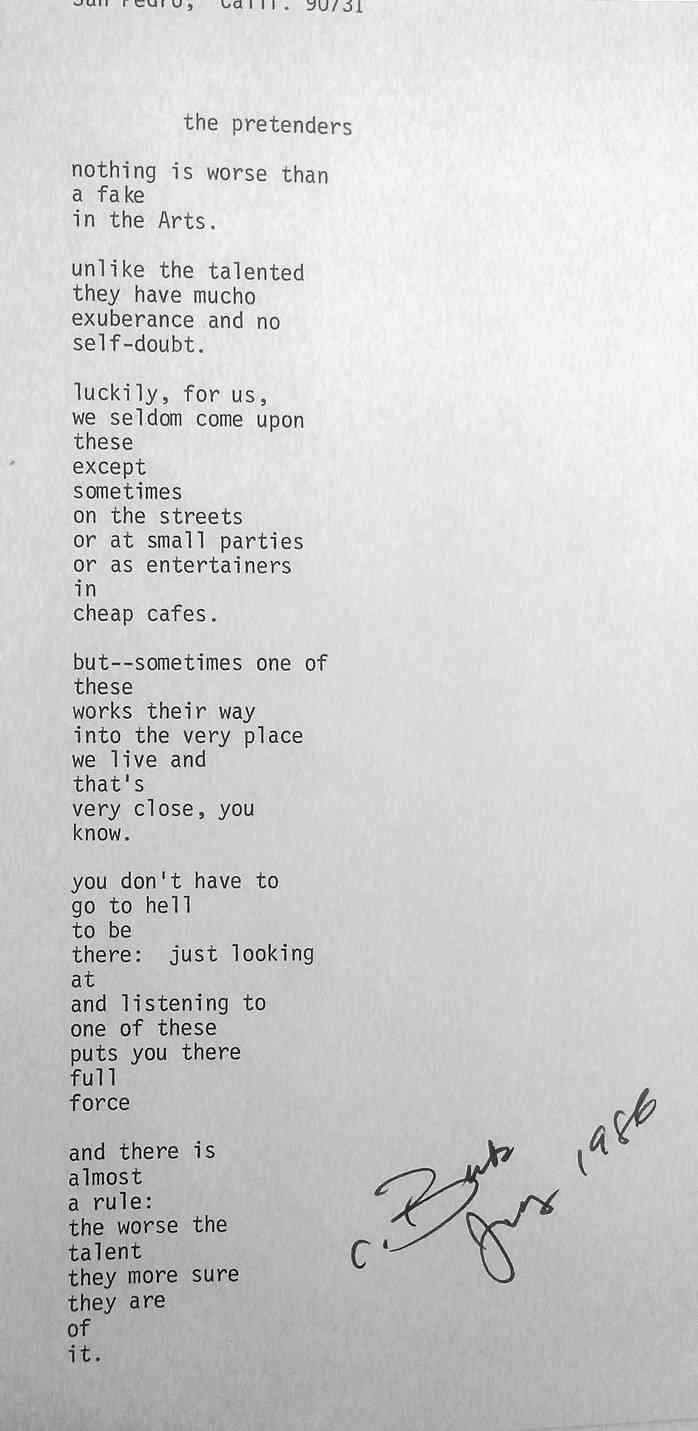 San Pedro, Calif. 90731
the pretenders
nothing is worse than
a fake
in the Arts.
unlike the talented
they have mucho
exuberance and no
self-doubt.
luckily, for us,
we seldom come upon
these
except
sometimes
on the streets
or at small parties
or as entertainers
in
cheap cafes.
but--sometimes one of
these
works their way
into the very place
we live and
that's
very close, you
know.
you don't have to
go to hell
to be
there:  just looking
at
and listening to
one of these
puts you there
full
force
and there is
almost
a rule:
the worse the
talent
they more sure
they are
of
it.
C. Buk
1986